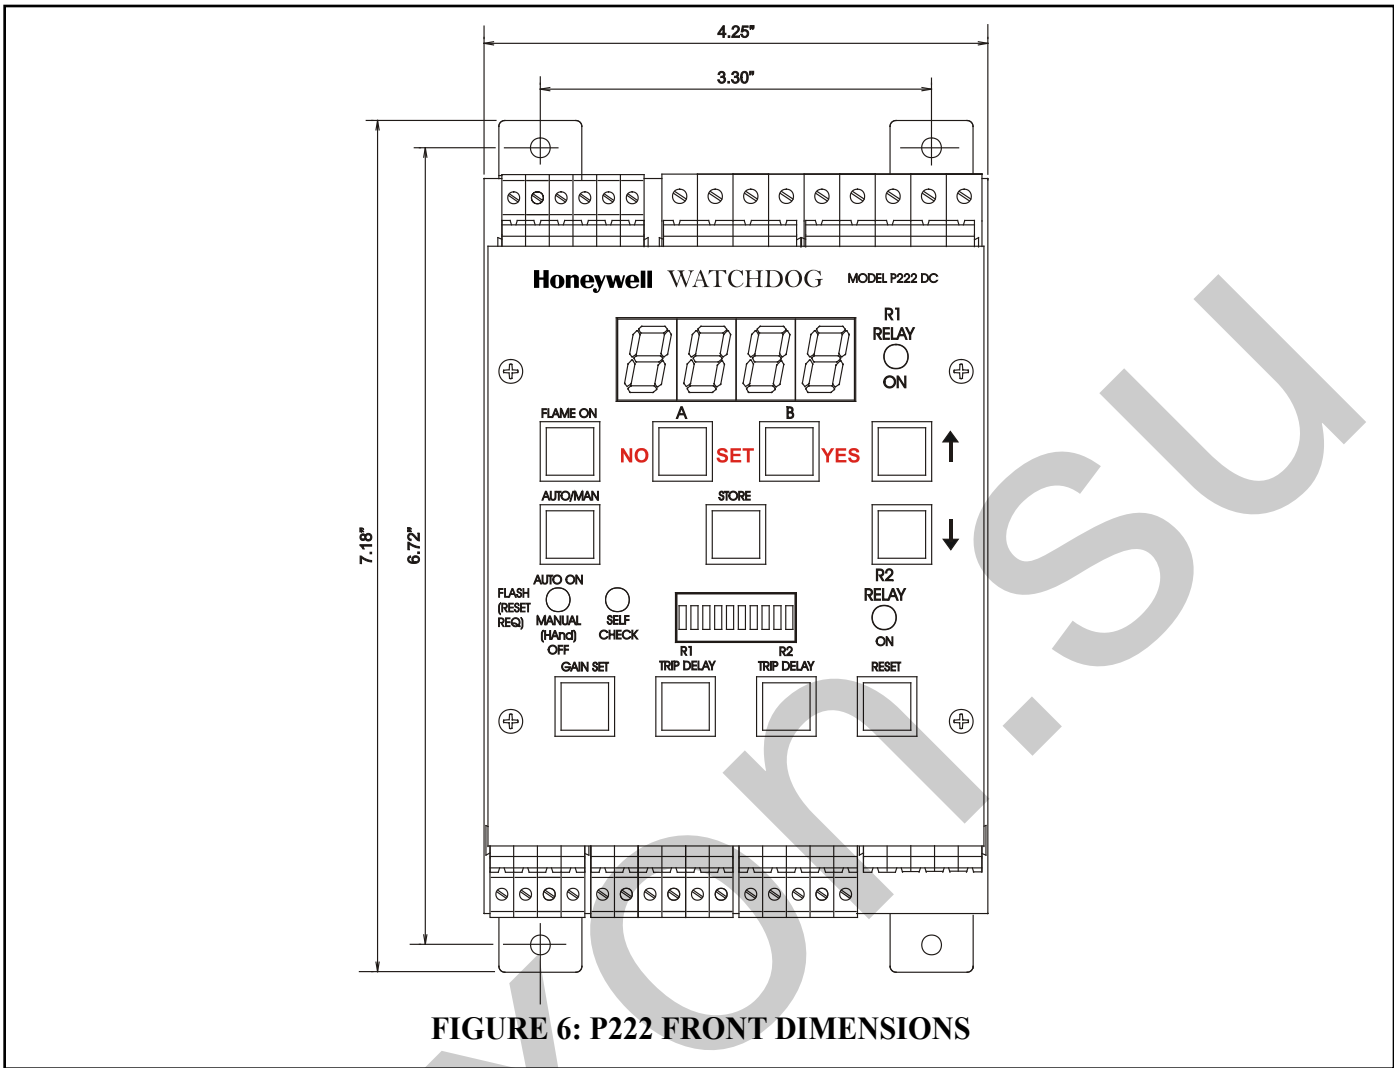 4.25"
3.30"
7.18"
6.72"
Honeywell WATCHDOG MODEL P222 DC
R1
RELAY
ON
FLAME ON
A
B
NO SET YES
AUTO/MAN
STORE
R2
RELAY
ON
FLASH
(RESET
REQ)
AUTO ON
MANUAL
(HAnd)
OFF
SELF
CHECK
R1
TRIP DELAY
R2
TRIP DELAY
GAIN SET
RESET
von.su
FIGURE 6: P222 FRONT DIMENSIONS